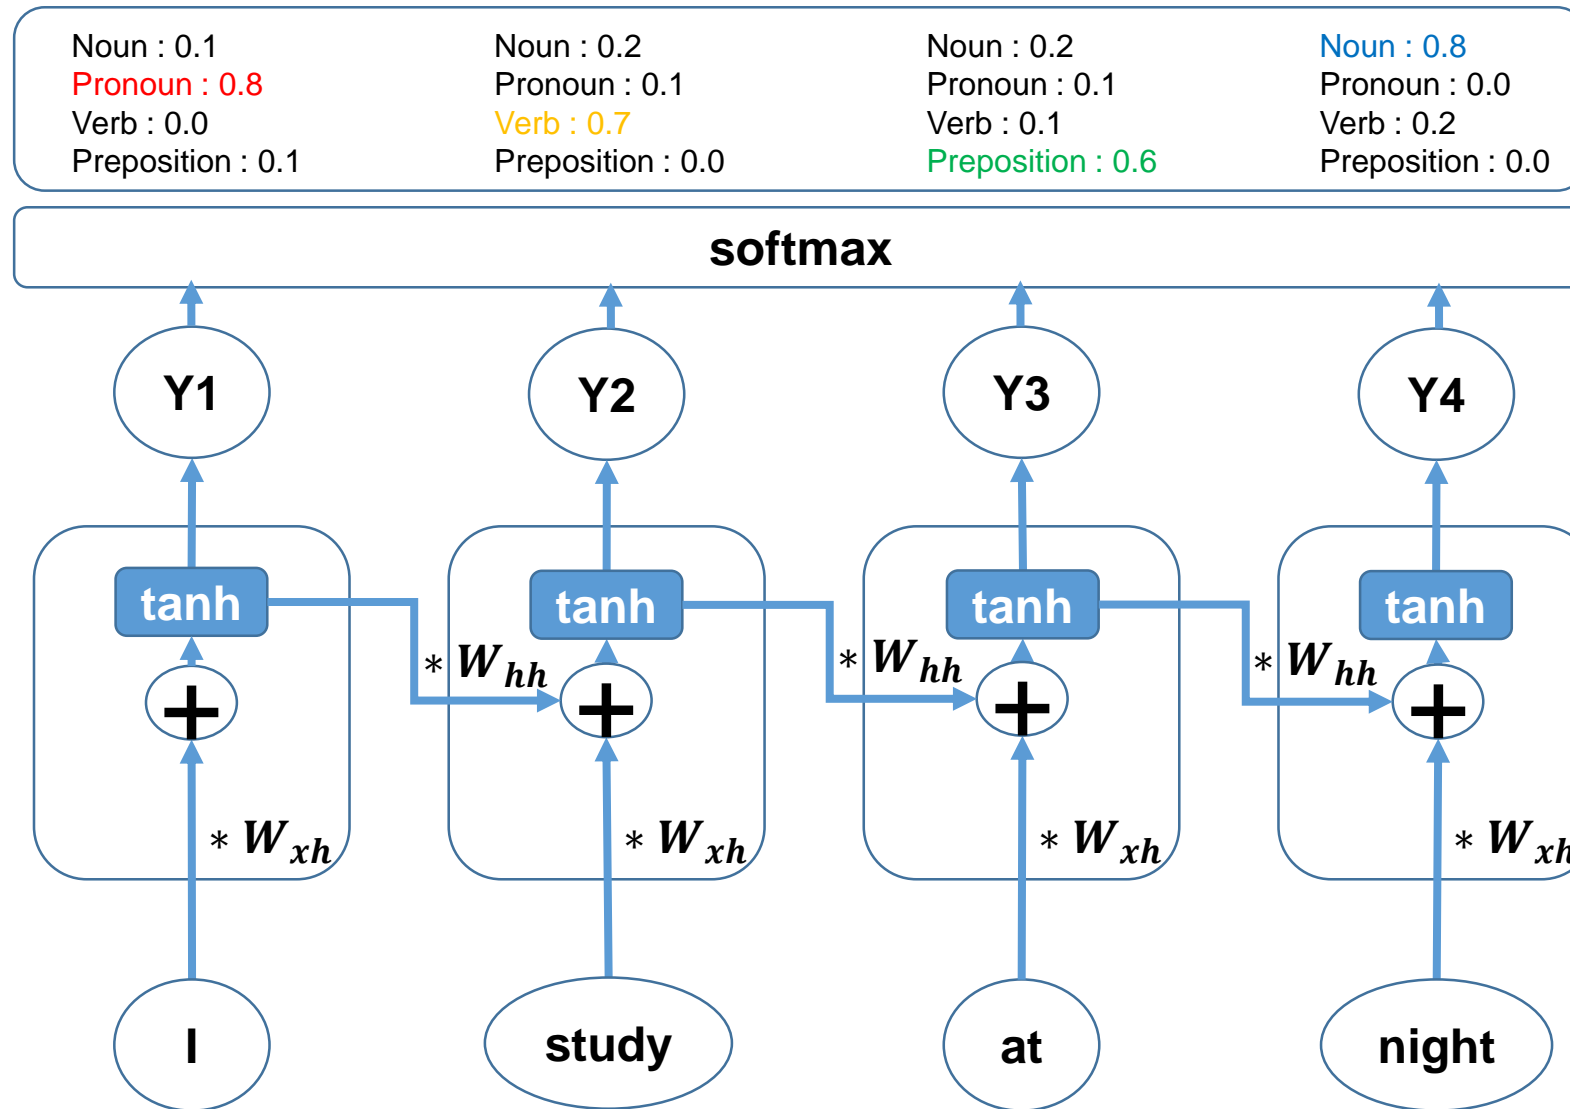 Noun : 0.1
Pronoun : 0.8
Verb : 0.0
Preposition : 0.1
Noun : 0.2
Pronoun : 0.1
Verb : 0.7
Preposition : 0.0
Noun : 0.2
Pronoun : 0.1
Verb : 0.1
Preposition : 0.6
Noun : 0.8
Pronoun : 0.0
Verb : 0.2
Preposition : 0.0
softmax
Y1
Y2
Y3
Y4
tanh
tanh
tanh
tanh
* W_hh
* W_hh
* W_hh
+
+
+
+
* W_xh
* W_xh
* W_xh
* W_xh
I
study
at
night